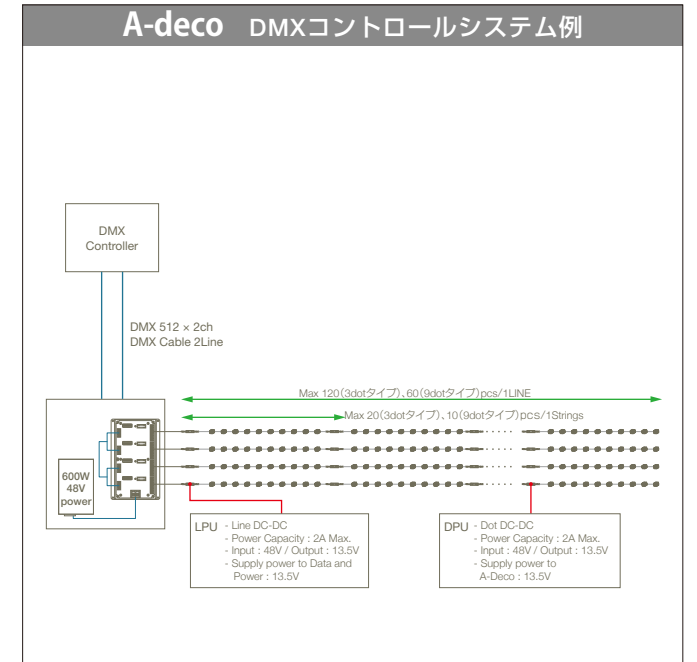 A-deco DMXコントロールシステム例
DMX
Controller
DMX 512 × 2ch
DMX Cable 2Line
Max 120(3dotタイプ)、60(9dotタイプ)pcs/1LINE
Max 20(3dotタイプ)、10(9dotタイプ)pcs/1Strings
600W
48V
power
LPU - Line DC-DC
- Power Capacity : 2A Max.
- Input : 48V / Output : 13.5V
- Supply power to Data and
Power : 13.5V
DPU - Dot DC-DC
- Power Capacity : 2A Max.
- Input : 48V / Output : 13.5V
- Supply power to
A-Deco : 13.5V